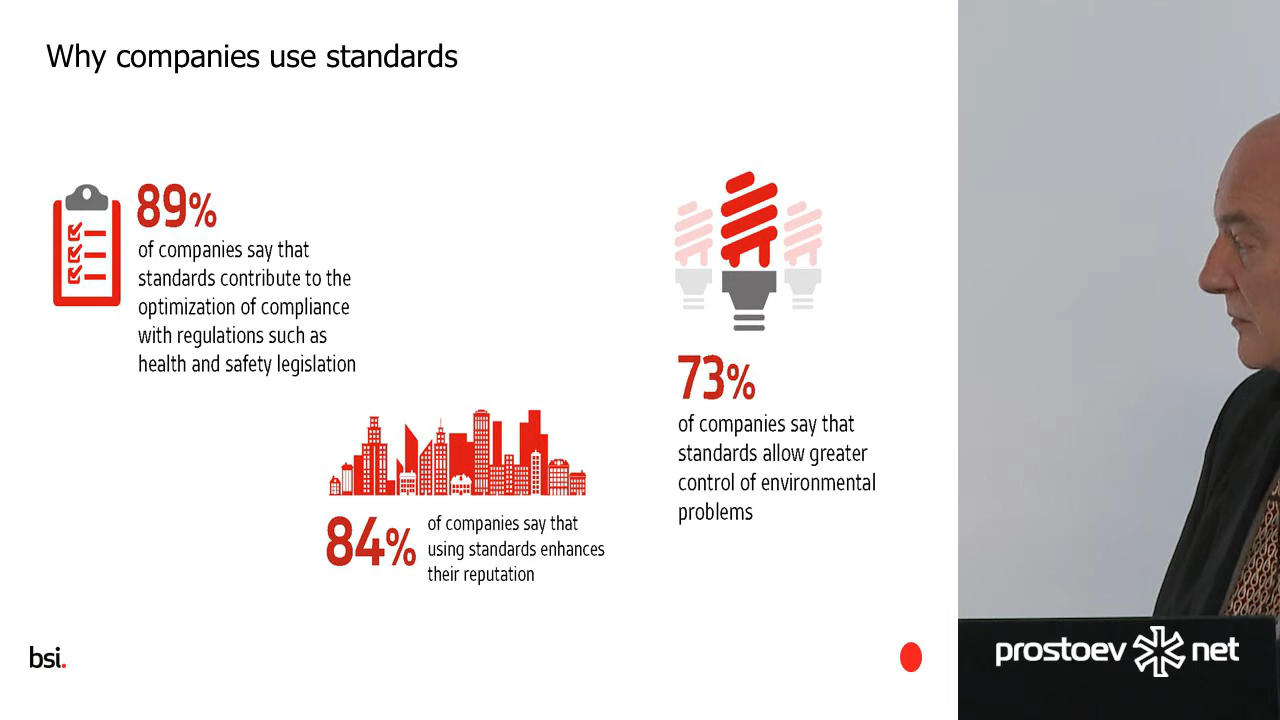 Why companies use standards
89%
of companies say that
standards contribute to the
optimization of compliance
with regulations such as
health and safety legislation
84%
of companies say that
using standards enhances
their reputation
73%
of companies say that
standards allow greater
control of environmental
problems
bsi.
prostoev net